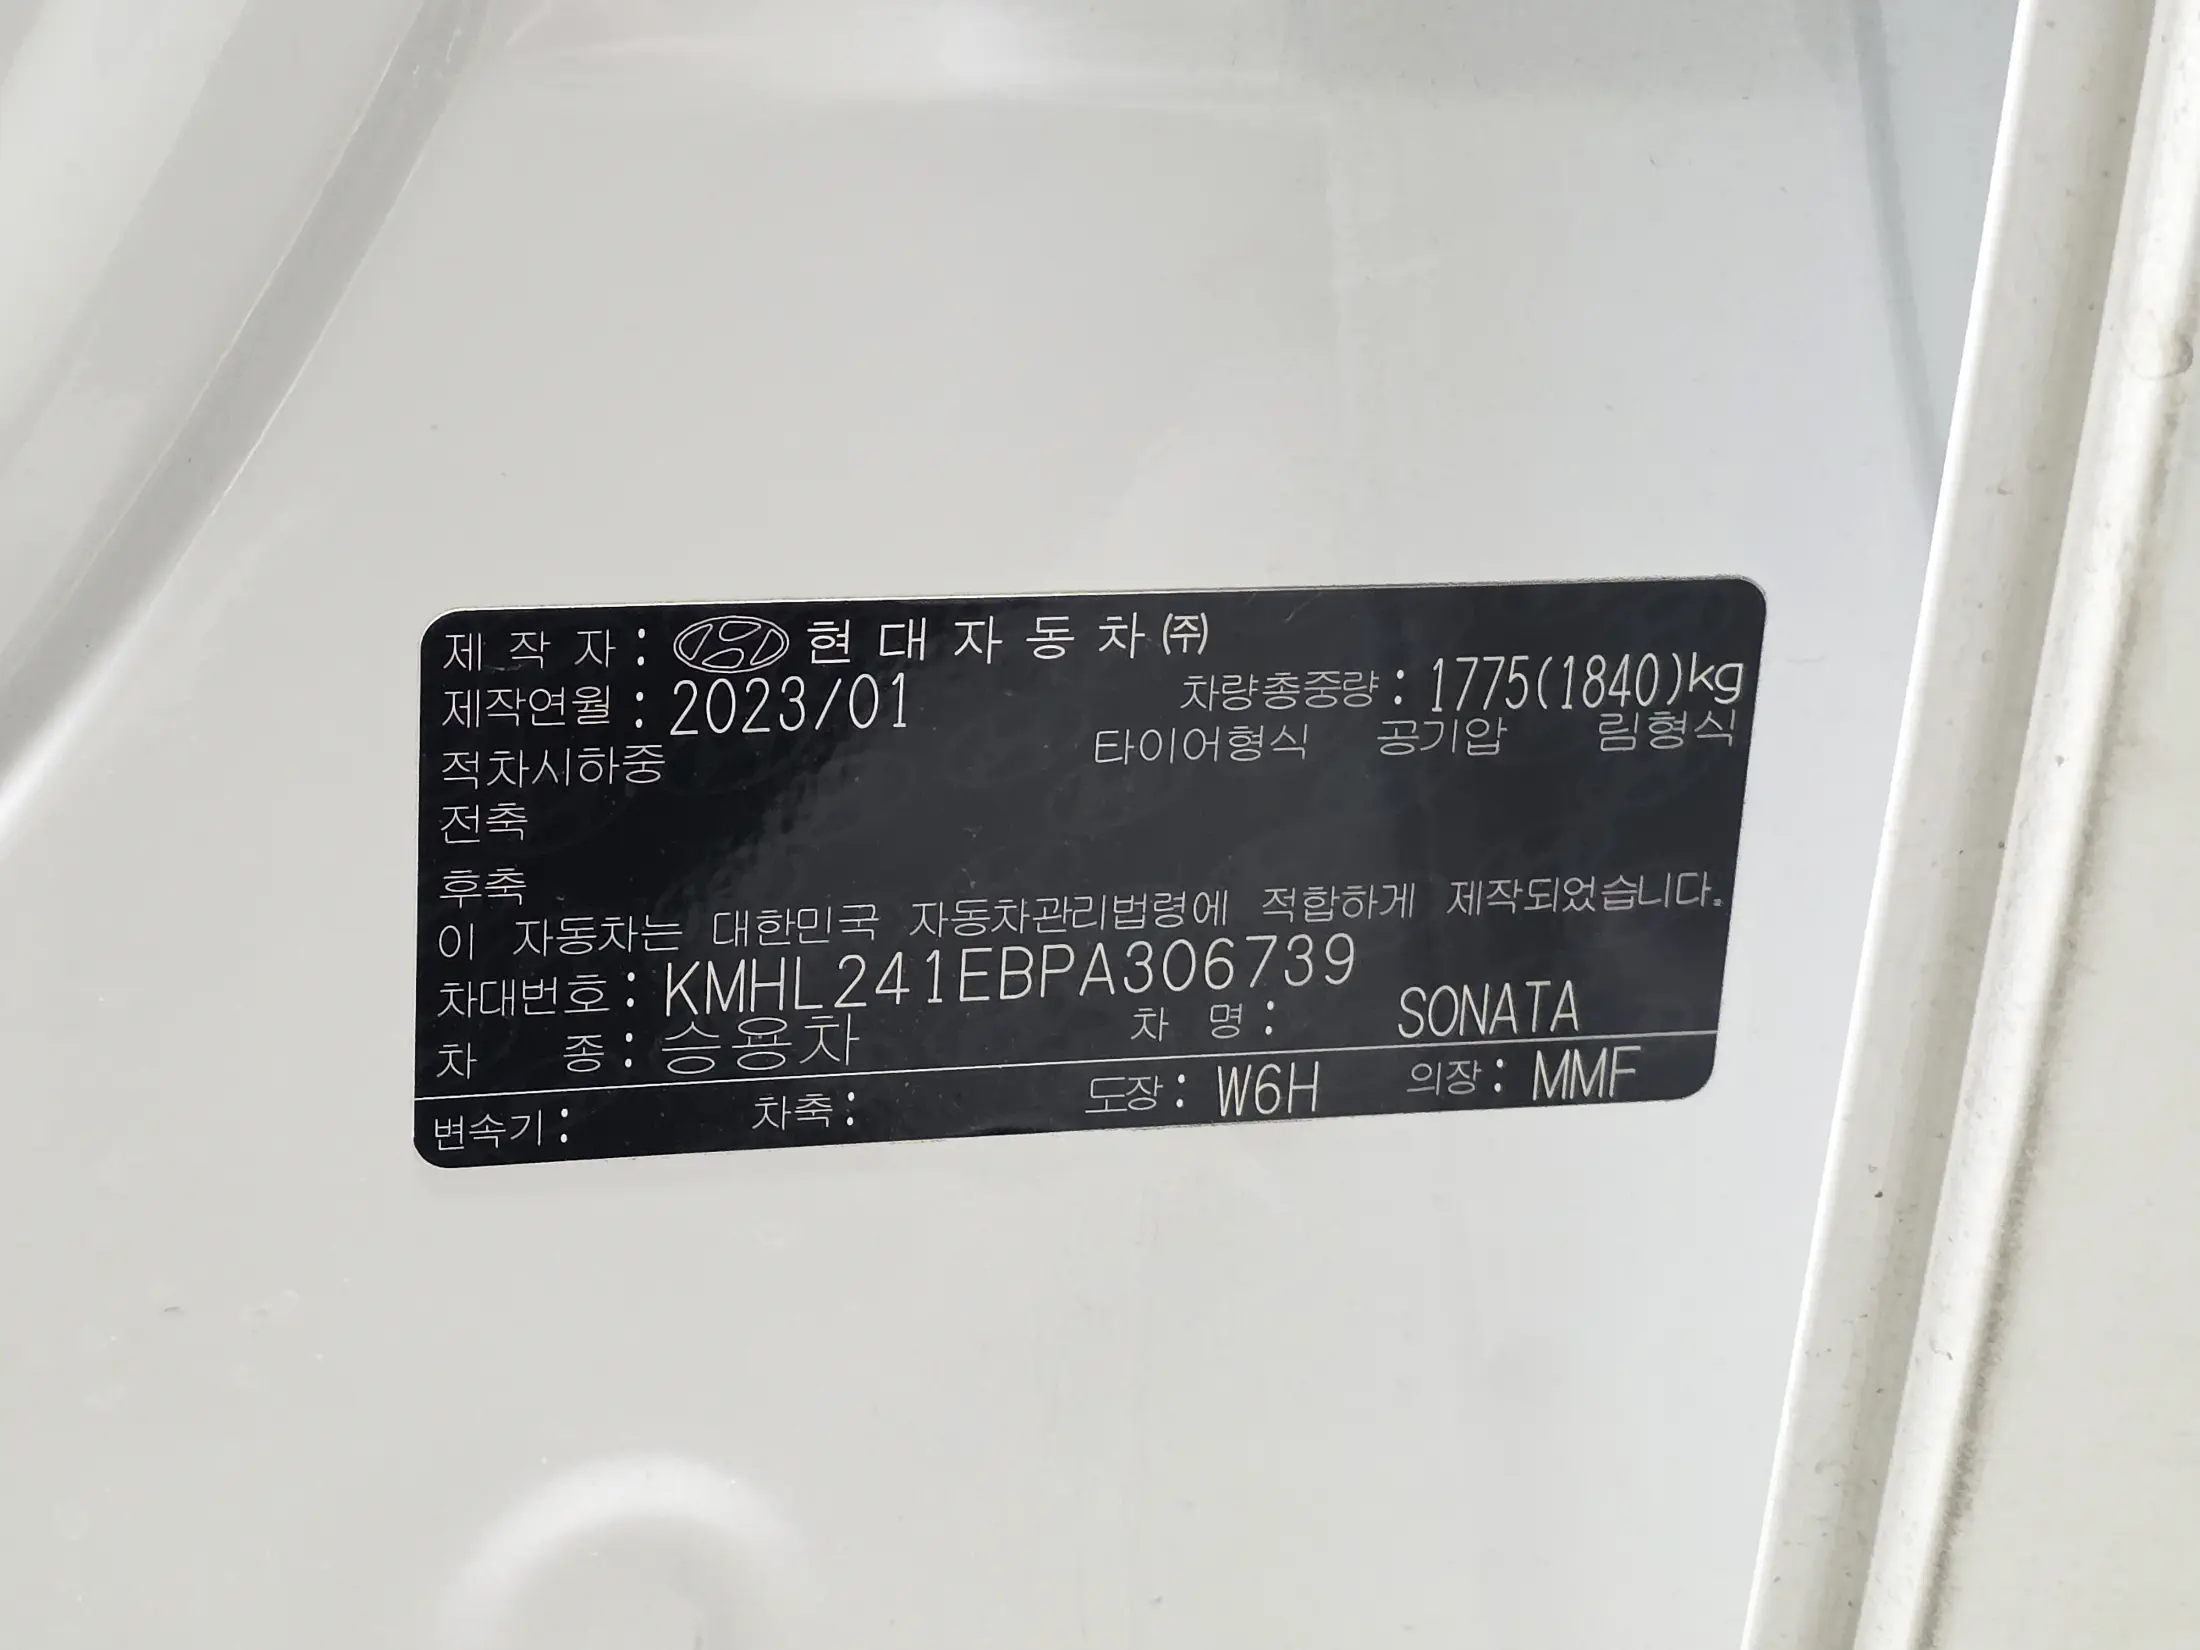 제 작 자 : 현 대 자 동 차 ㈜
제작연월 : 2023/01 차량총중량 : 1775(1840)kg
적차시하중 타이어형식 공기압 림형식
전축
후축
이 자동차는 대한민국 자동차관리법령에 적합하게 제작되었습니다.
차대번호 : KMHL241EBPA306739
차 종 : 승용차 차 명 : SONATA
변속기 : 차축 : 도장 : W6H 의장 : MMF